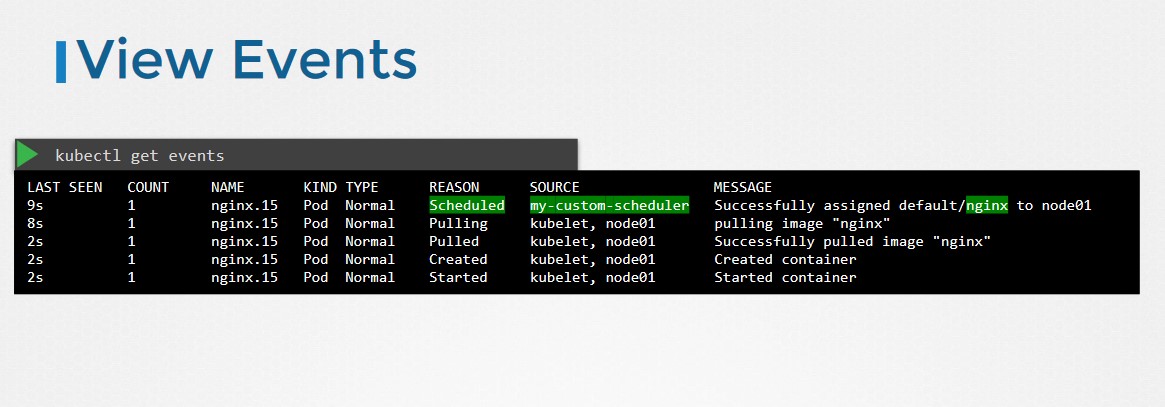 View Events
kubectl get events
LAST SEEN COUNT NAME KIND TYPE REASON SOURCE MESSAGE
9s 1 nginx.15 Pod Normal Scheduled my-custom-scheduler Successfully assigned default/nginx to node01
8s 1 nginx.15 Pod Normal Pulling kubelet, node01 pulling image "nginx"
2s 1 nginx.15 Pod Normal Pulled kubelet, node01 Successfully pulled image "nginx"
2s 1 nginx.15 Pod Normal Created kubelet, node01 Created container
2s 1 nginx.15 Pod Normal Started kubelet, node01 Started container